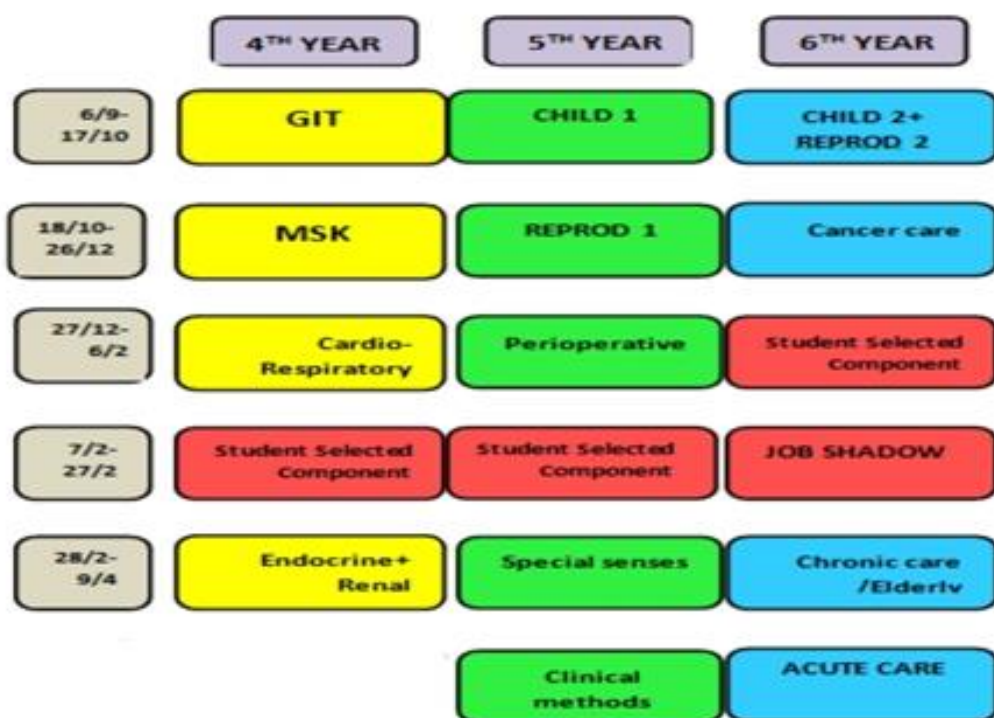 4TH YEAR
5TH YEAR
6TH YEAR
6/9-
17/10
GIT
CHILD 1
CHILD 2+
REPROD 2
18/10-
26/12
MSK
REPROD 1
Cancer care
27/12-
6/2
Cardio-
Respiratory
Perioperative
Student Selected
Component
7/2-
27/2
Student Selected
Component
Student Selected
Component
JOB SHADOW
28/2-
9/4
Endocrine+
Renal
Special senses
Chronic care
/Elderly
Clinical
methods
ACUTE CARE